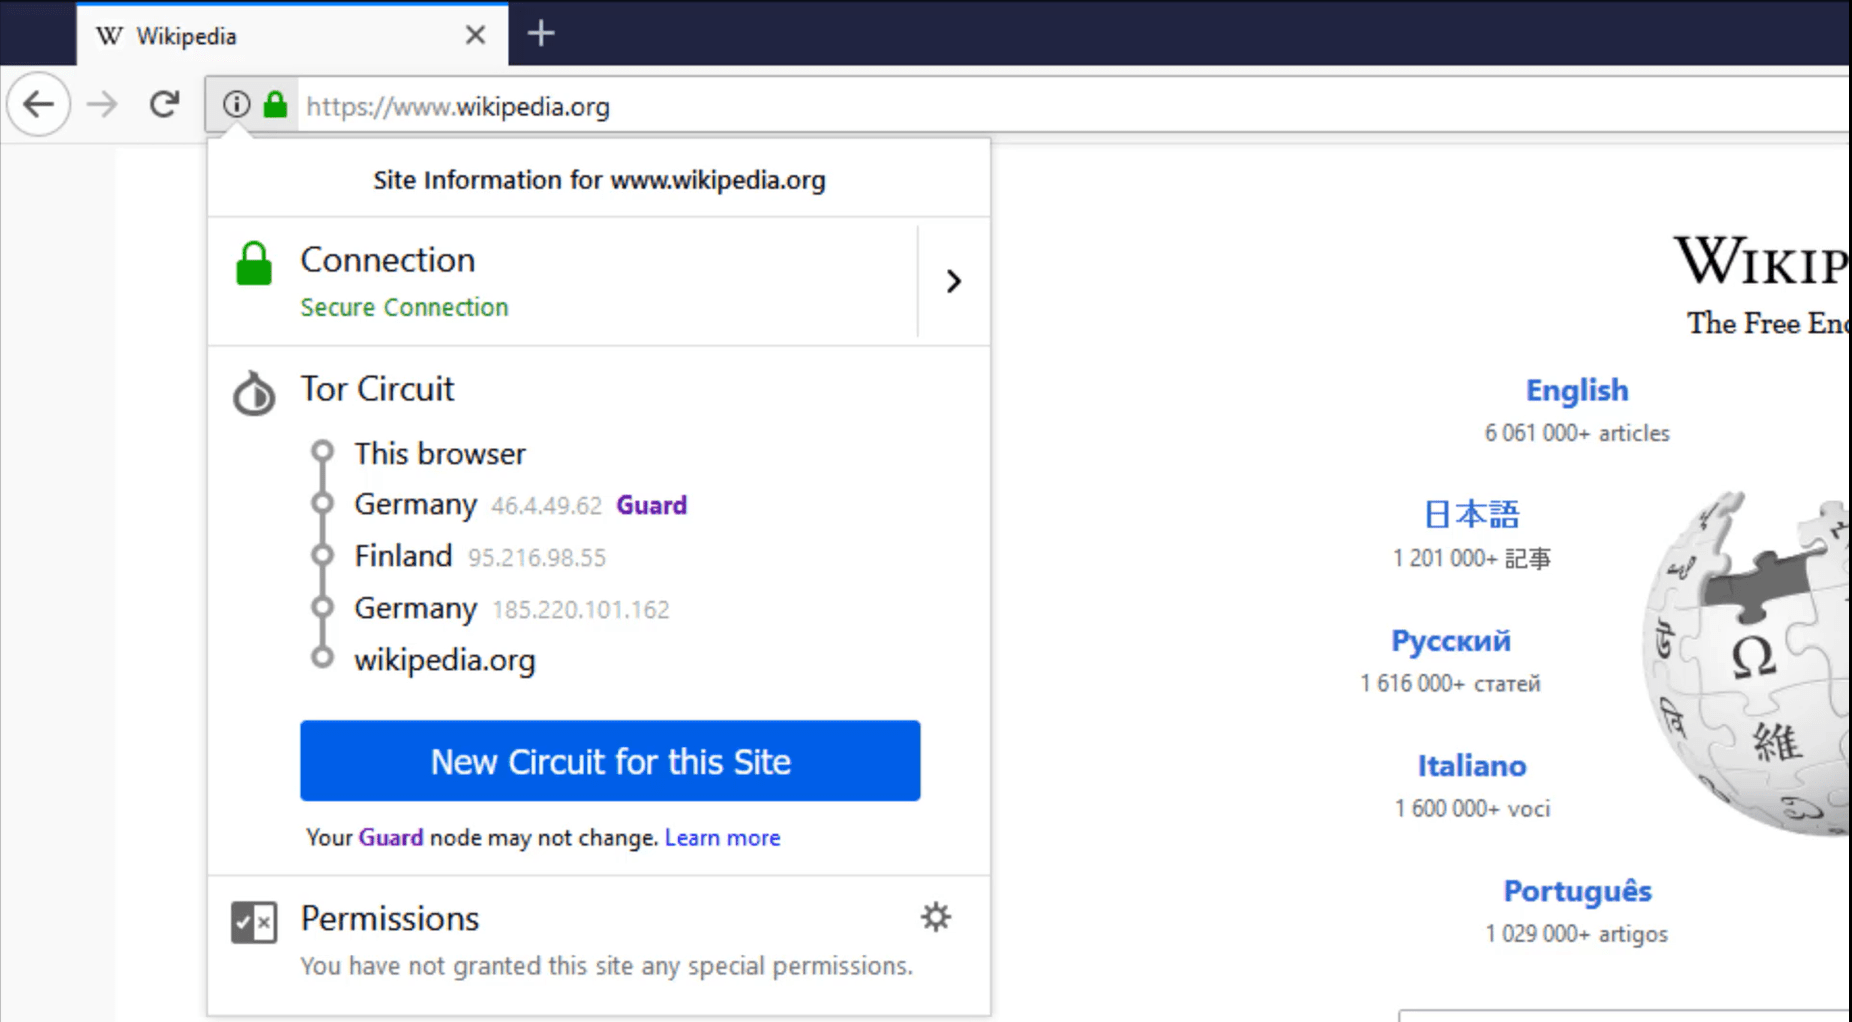 Wikipedia
https://www.wikipedia.org
Site Information for www.wikipedia.org
Connection
Secure Connection
Tor Circuit
This browser
Germany 46.4.49.62 Guard
Finland 95.216.98.55
Germany 185.220.101.162
wikipedia.org
New Circuit for this Site
Your Guard node may not change. Learn more
Permissions
You have not granted this site any special permissions.
WIKIP
The Free Enc
English
6 061 000+ articles
日本語
1 201 000+ 記事
Русский
1 616 000+ статей
Italiano
1 600 000+ voci
Português
1 029 000+ artigos
Ω
維